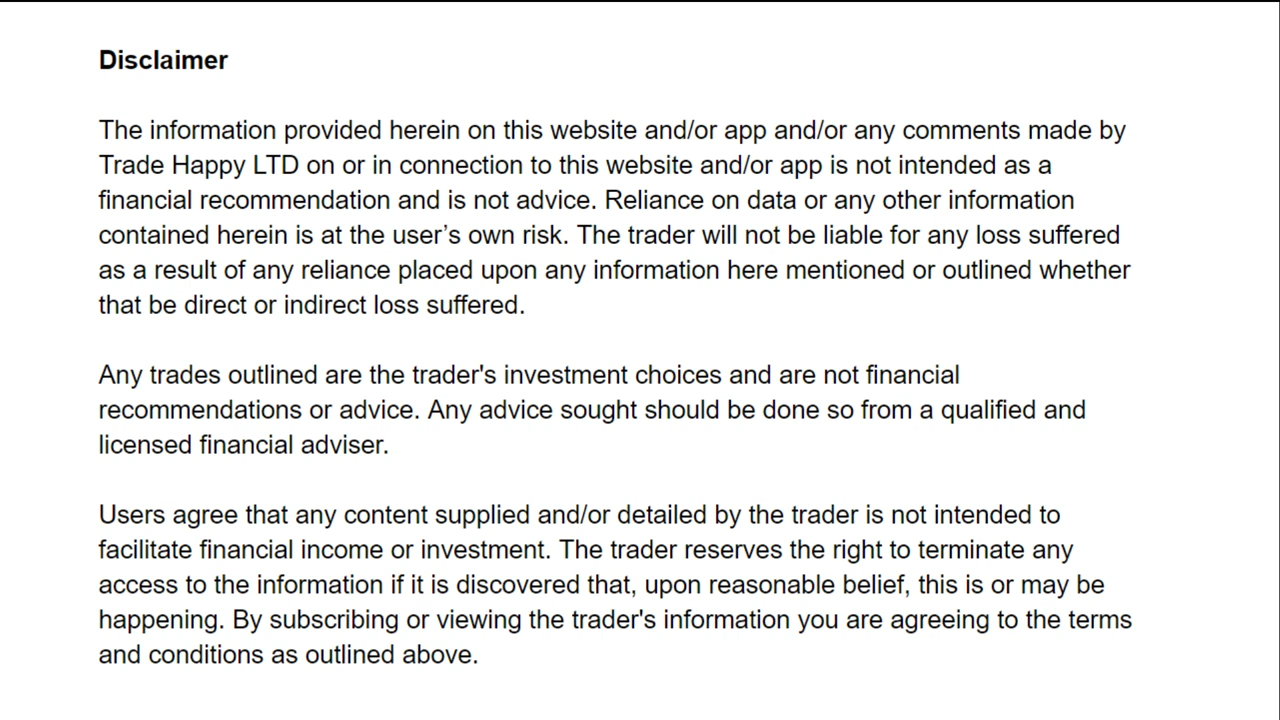 Disclaimer
The information provided herein on this website and/or app and/or any comments made by
Trade Happy LTD on or in connection to this website and/or app is not intended as a
financial recommendation and is not advice. Reliance on data or any other information
contained herein is at the user’s own risk. The trader will not be liable for any loss suffered
as a result of any reliance placed upon any information here mentioned or outlined whether
that be direct or indirect loss suffered.
Any trades outlined are the trader's investment choices and are not financial
recommendations or advice. Any advice sought should be done so from a qualified and
licensed financial adviser.
Users agree that any content supplied and/or detailed by the trader is not intended to
facilitate financial income or investment. The trader reserves the right to terminate any
access to the information if it is discovered that, upon reasonable belief, this is or may be
happening. By subscribing or viewing the trader's information you are agreeing to the terms
and conditions as outlined above.